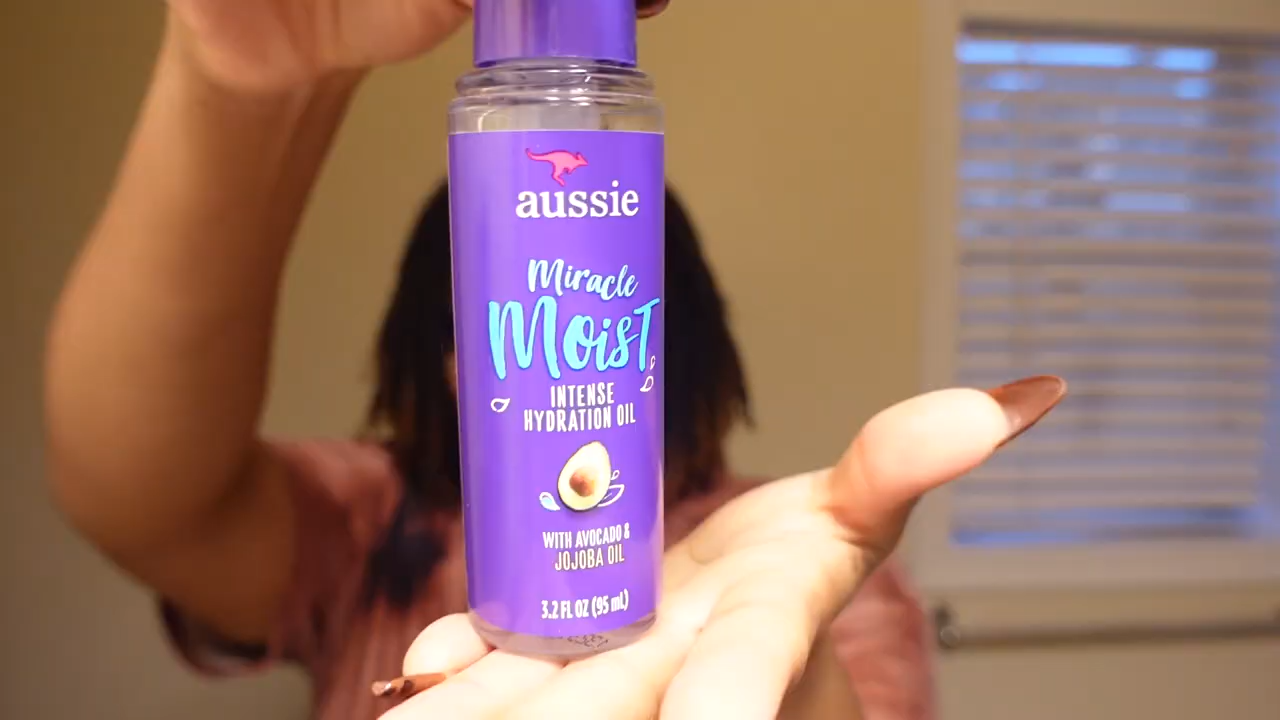 aussie
Miracle
Moist
INTENSE
HYDRATION OIL
WITH AVOCADO &
JOJOBA OIL
3.2 FL OZ (95 mL)